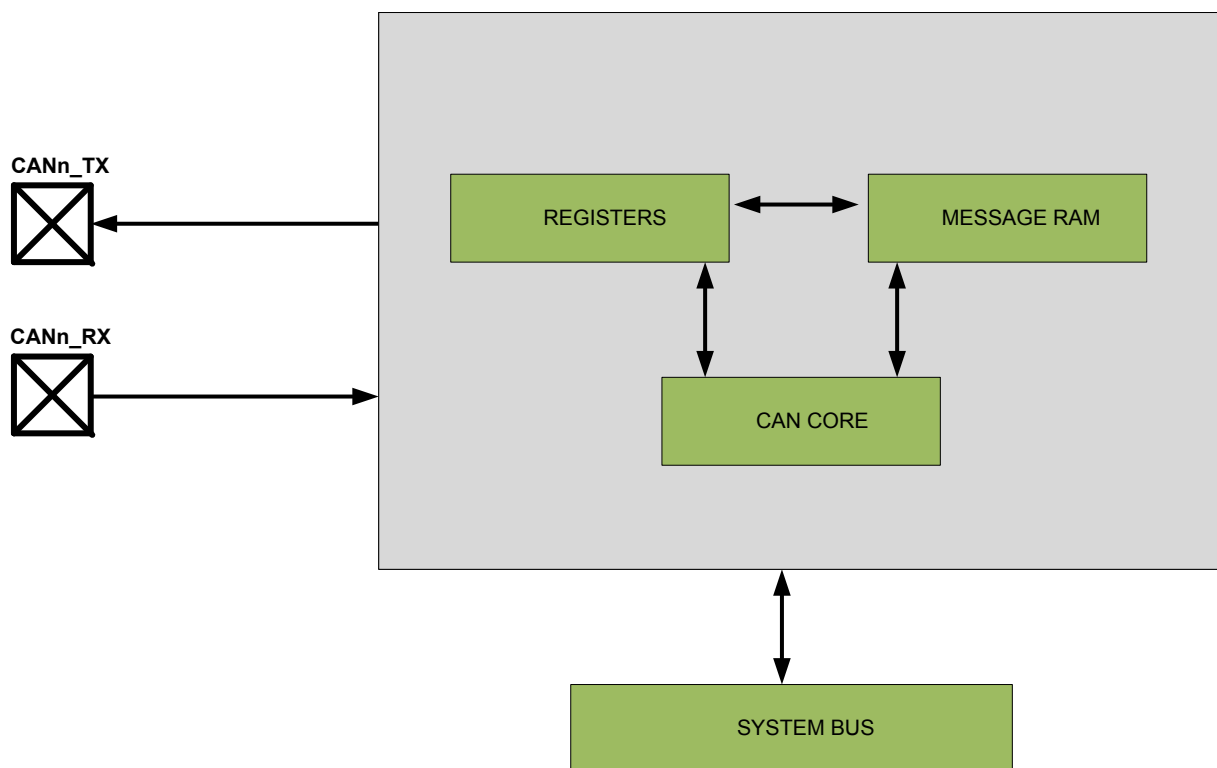 CANn_TX
REGISTERS
MESSAGE RAM
CANn_RX
CAN CORE
SYSTEM BUS